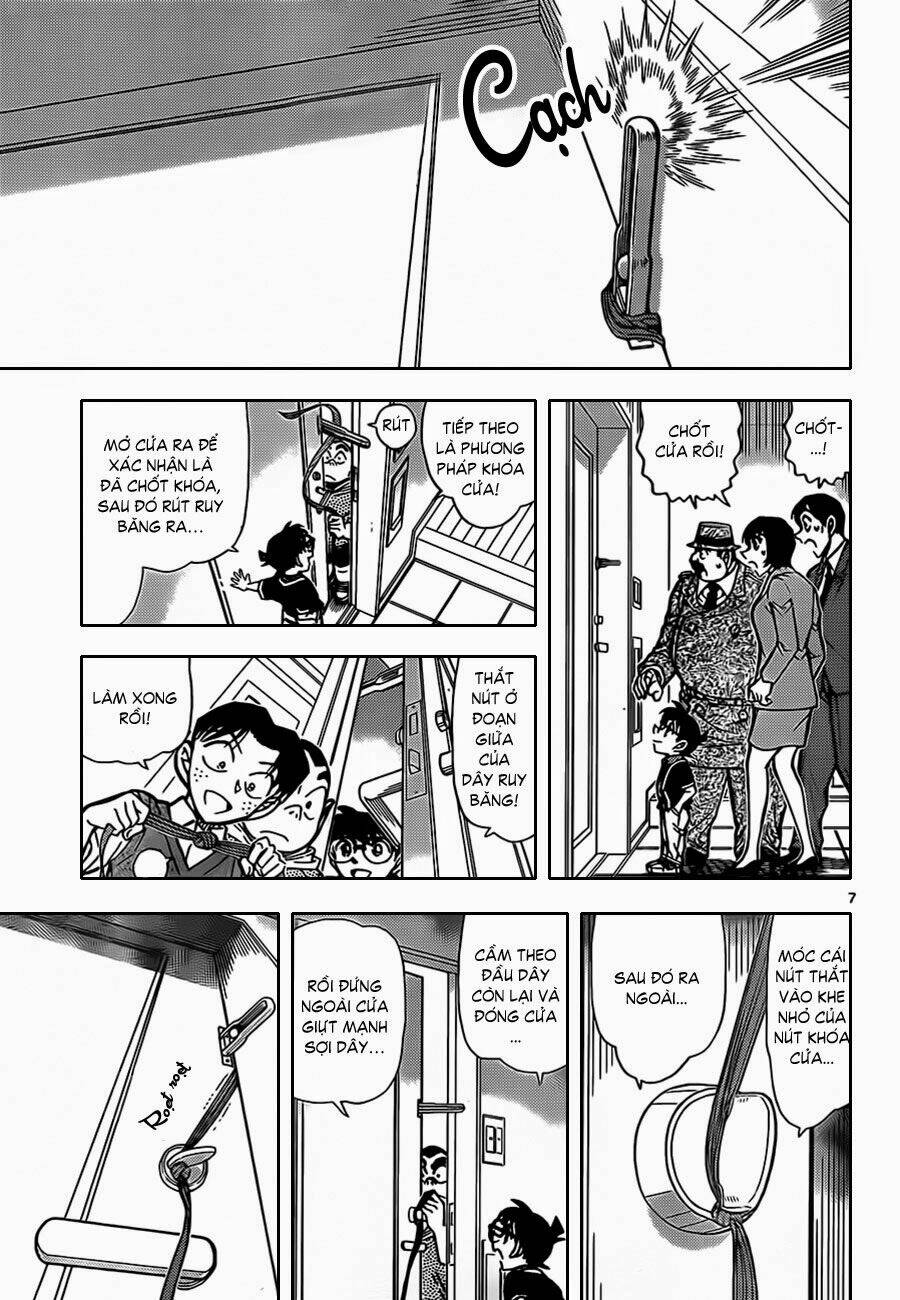 Cạch
CHỐT-
...!
CHỐT
CỬA RỒI!
TIẾP THEO
LÀ PHƯƠNG
PHÁP KHÓA
CỬA!
RÚT
MỞ CỬA RA ĐỂ
XÁC NHẬN LÀ
ĐÃ CHỐT KHÓA,
SAU ĐÓ RÚT RUY
BĂNG RA...
THẮT
NÚT Ở
ĐOẠN
GIỮA
CỦA
DÂY RUY
BĂNG!
LÀM XONG
RỒI!
7
MÓC CÁI
NÚT THẮT
VÀO KHE
NHỎ CỦA
NÚT KHÓA
CỬA...
SAU ĐÓ RA
NGOÀI...
CẦM THEO
ĐẦU DÂY
CÒN LẠI VÀ
ĐÓNG CỬA
...
RỒI ĐỨNG
NGOÀI CỬA
GIỰT MẠNH
SỢI DÂY...
Roẹt roẹt